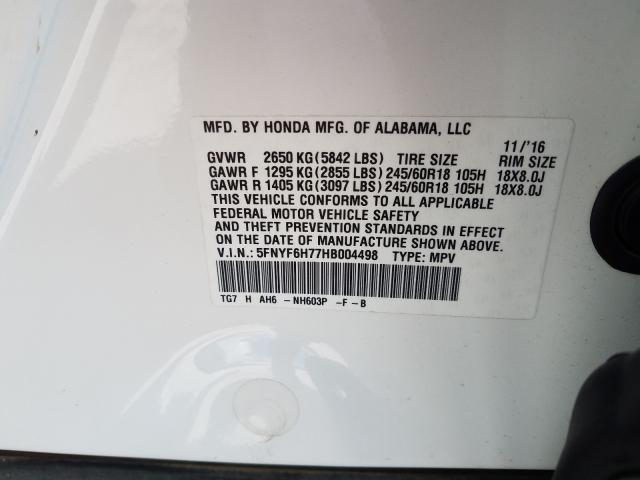 MFD. BY HONDA MFG. OF ALABAMA, LLC 11/'16
GVWR 2650 KG(5842 LBS) TIRE SIZE RIM SIZE
GAWR F 1295 KG(2855 LBS)245/60R18 105H 18X8.0J
GAWR R 1405 KG(3097 LBS)245/60R18 105H 18X8.0J
THIS VEHICLE CONFORMS TO ALL APPLICABLE
FEDERAL MOTOR VEHICLE SAFETY
AND THEFT PREVENTION STANDARDS IN EFFECT
ON THE DATE OF MANUFACTURE SHOWN ABOVE.
V.I.N.: 5FNYF6H77HB004498 TYPE: MPV
TG7 H AH6 -NH603P -F-B